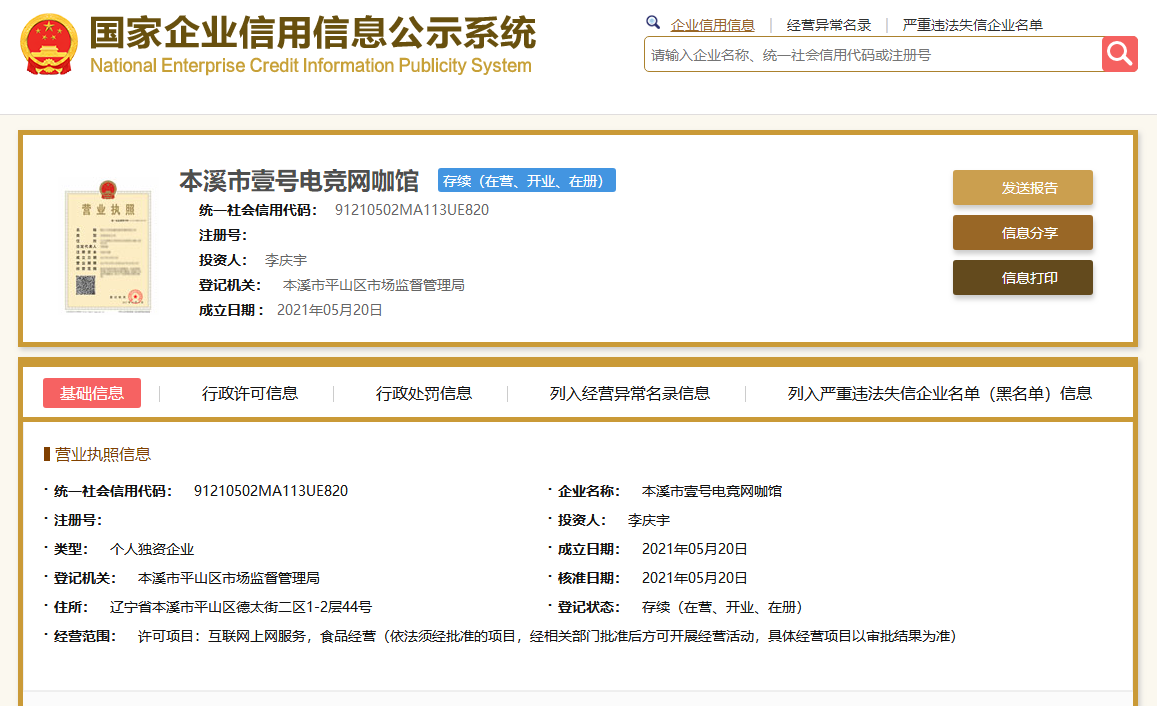 国家企业信用信息公示系统
National Enterprise Credit Information Publicity System
企业信用信息 | 经营异常名录 | 严重违法失信企业名单
请输入企业名称、统一社会信用代码或注册号
营业执照
本溪市壹号电竞网咖馆 存续（在营、开业、在册）
统一社会信用代码： 91210502MA113UE820
注册号：
投资人： 李庆宇
登记机关： 本溪市平山区市场监督管理局
成立日期： 2021年05月20日
发送报告
信息分享
信息打印
基础信息 | 行政许可信息 | 行政处罚信息 | 列入经营异常名录信息 | 列入严重违法失信企业名单（黑名单）信息
营业执照信息
· 统一社会信用代码： 91210502MA113UE820 · 企业名称： 本溪市壹号电竞网咖馆
· 注册号： · 投资人： 李庆宇
· 类型： 个人独资企业 · 成立日期： 2021年05月20日
· 登记机关： 本溪市平山区市场监督管理局 · 核准日期： 2021年05月20日
· 住所： 辽宁省本溪市平山区德太街二区1-2层44号 · 登记状态： 存续（在营、开业、在册）
· 经营范围： 许可项目：互联网上网服务，食品经营（依法须经批准的项目，经相关部门批准后方可开展经营活动，具体经营项目以审批结果为准）